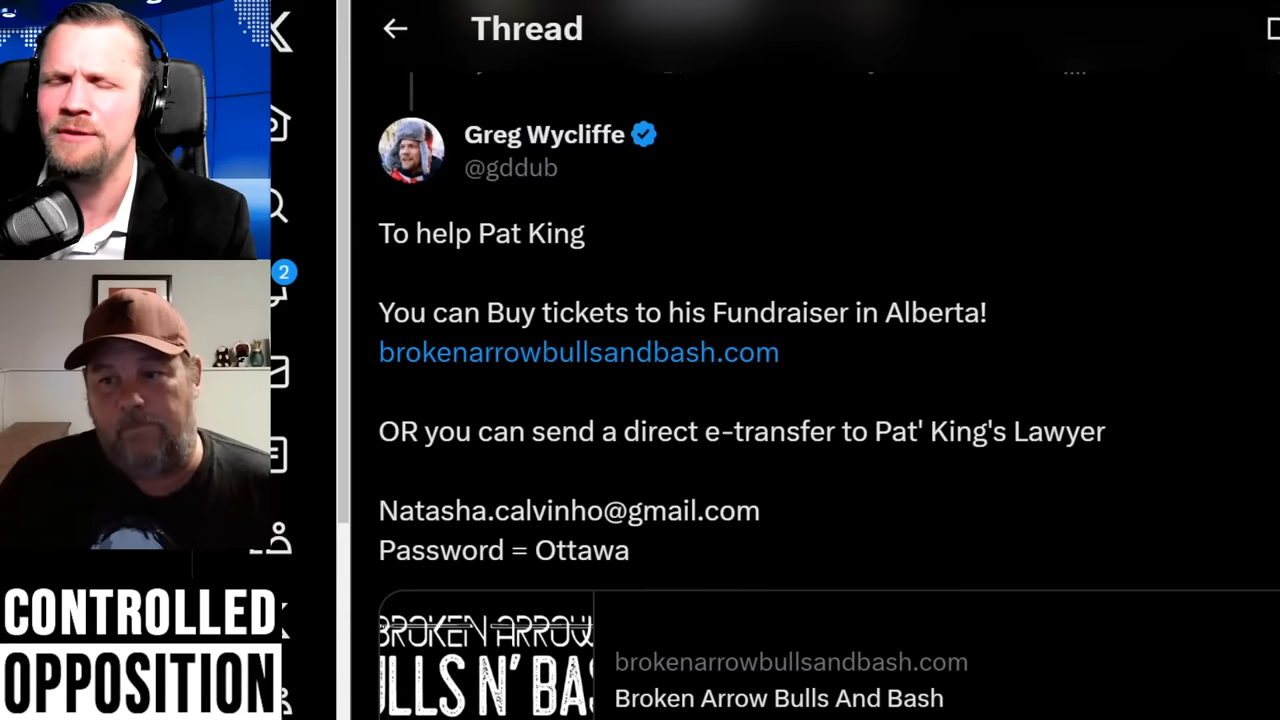 Thread
Greg Wycliffe
@gddub
To help Pat King
You can Buy tickets to his Fundraiser in Alberta!
brokenarrowbullsandbash.com
OR you can send a direct e-transfer to Pat' King's Lawyer
Natasha.calvinho@gmail.com
Password = Ottawa
BROKEN ARROW
ULLS N' BAS
brokenarrowbullsandbash.com
Broken Arrow Bulls And Bash
2
CONTROLLED
OPPOSITION